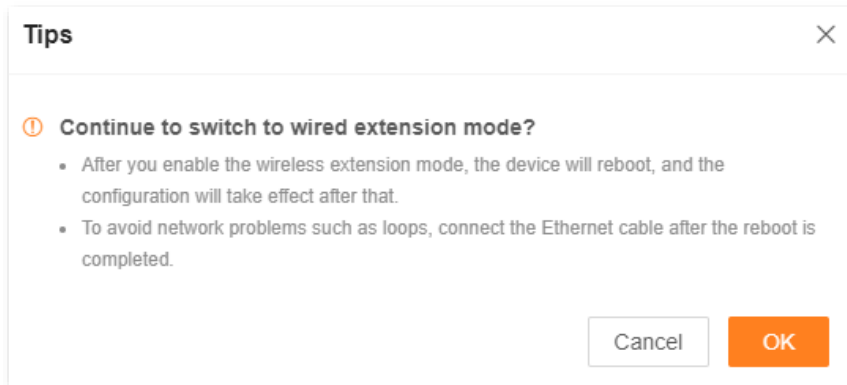 Tips
Continue to switch to wired extension mode?
• After you enable the wireless extension mode, the device will reboot, and the
configuration will take effect after that.
• To avoid network problems such as loops, connect the Ethernet cable after the reboot is
completed.
Cancel OK